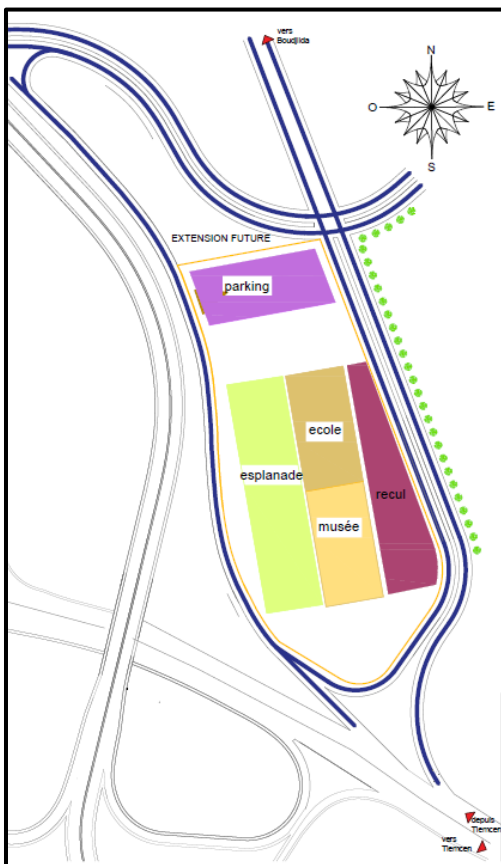 vers
Boudjlida
N
O
E
S
EXTENSION FUTURE
parking
ecole
esplanade
recul
musée
depuis
Tlemcen
vers
Tlemcen